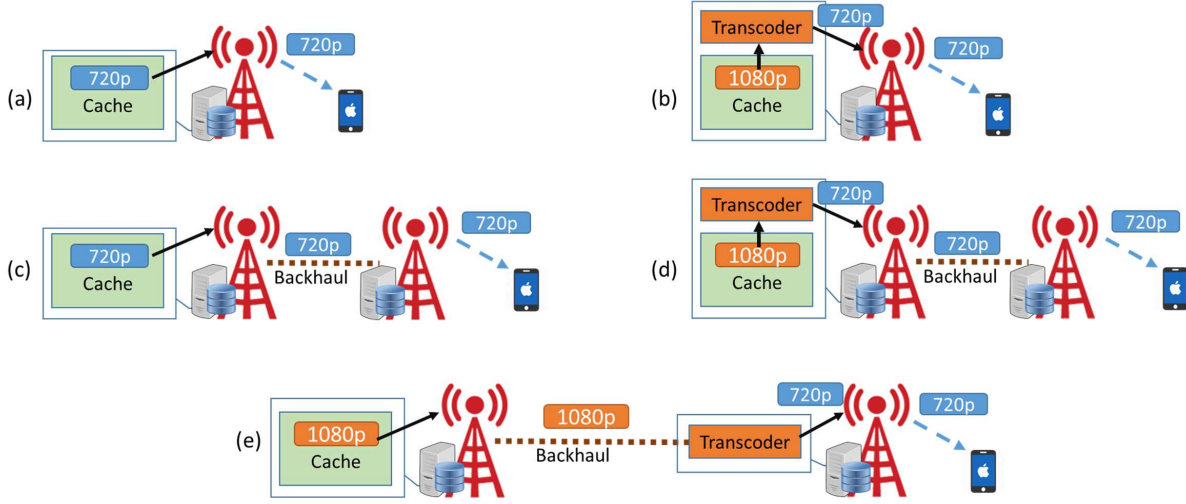 (a)
720p
Cache
720p
(b)
Transcoder
720p
1080p
Cache
720p
(c)
720p
Cache
720p
Backhaul
720p
(d)
Transcoder
720p
1080p
Cache
720p
Backhaul
720p
(e)
1080p
Cache
1080p
Backhaul
Transcoder
720p
720p